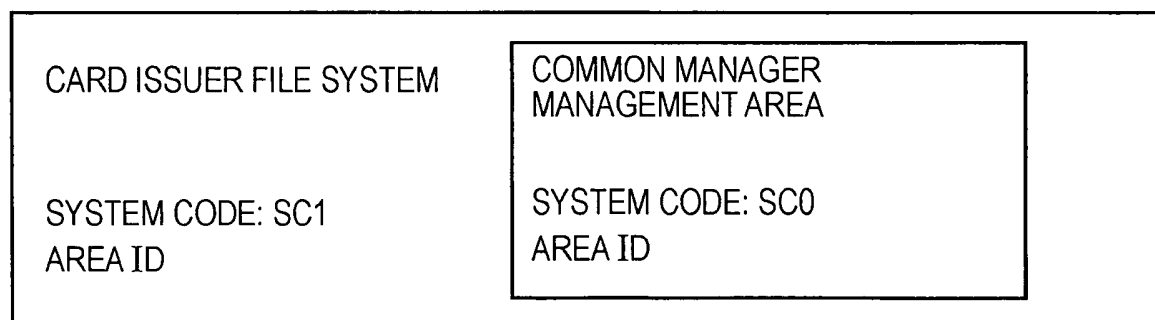 CARD ISSUER FILE SYSTEM
SYSTEM CODE: SC1
AREA ID
COMMON MANAGER
MANAGEMENT AREA
SYSTEM CODE: SC0
AREA ID